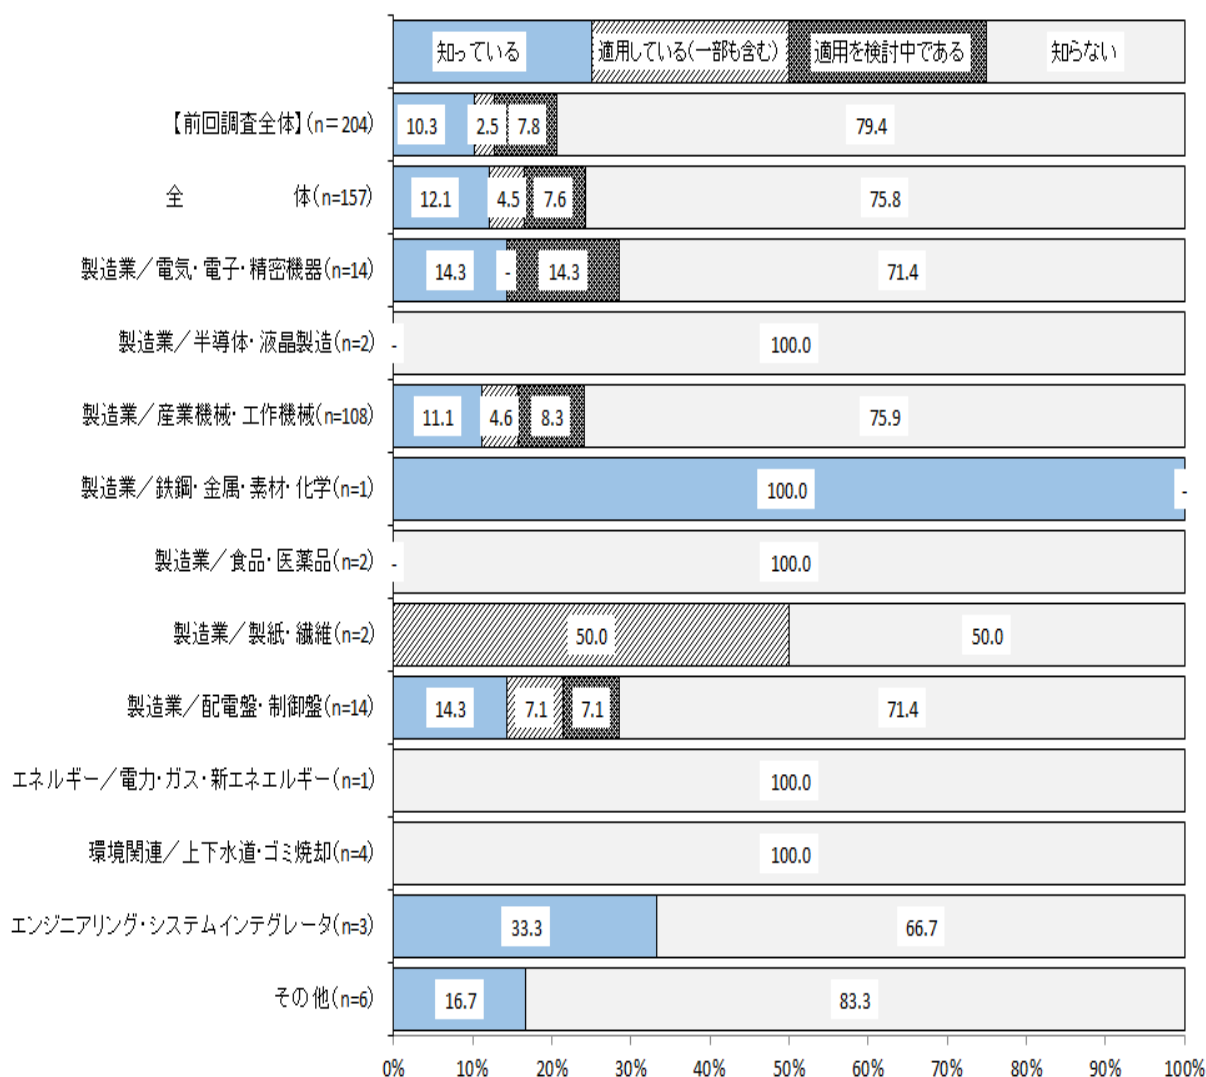 知っている 適用している(一部も含む) 適用を検討中である 知らない
【前回調査全体】(n=204) 10.3 2.5 7.8 79.4
全 体(n=157) 12.1 4.5 7.6 75.8
製造業/電気・電子・精密機器(n=14) 14.3 - 14.3 71.4
製造業/半導体・液晶製造(n=2) - 100.0
製造業/産業機械・工作機械(n=108) 11.1 4.6 8.3 75.9
製造業/鉄鋼・金属・素材・化学(n=1) 100.0 -
製造業/食品・医薬品(n=2) - 100.0
製造業/製紙・繊維(n=2) 50.0 50.0
製造業/配電盤・制御盤(n=14) 14.3 7.1 7.1 71.4
エネルギー/電力・ガス・新エネエルギー(n=1) 100.0
環境関連/上下水道・ゴミ焼却(n=4) 100.0
エンジニアリング・システムインテグレータ(n=3) 33.3 66.7
その他(n=6) 16.7 83.3
0% 10% 20% 30% 40% 50% 60% 70% 80% 90% 100%